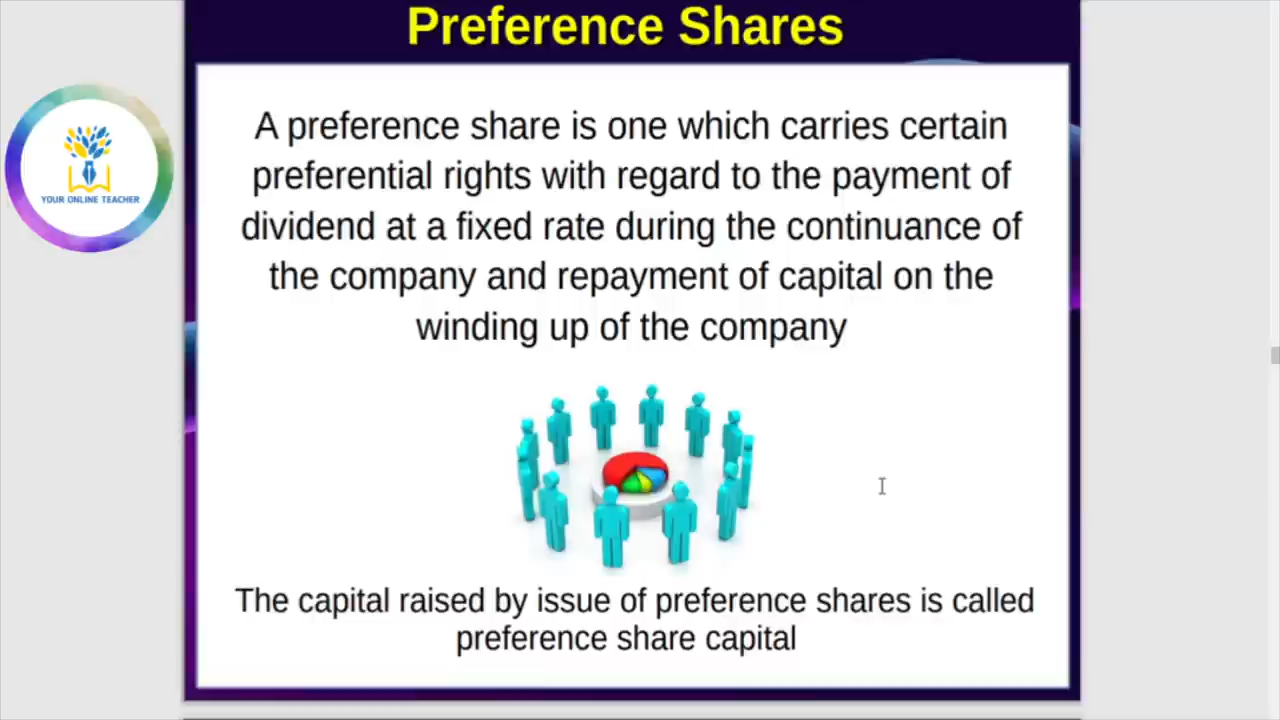 Preference Shares
YOUR ONLINE TEACHER
A preference share is one which carries certain
preferential rights with regard to the payment of
dividend at a fixed rate during the continuance of
the company and repayment of capital on the
winding up of the company
The capital raised by issue of preference shares is called
preference share capital